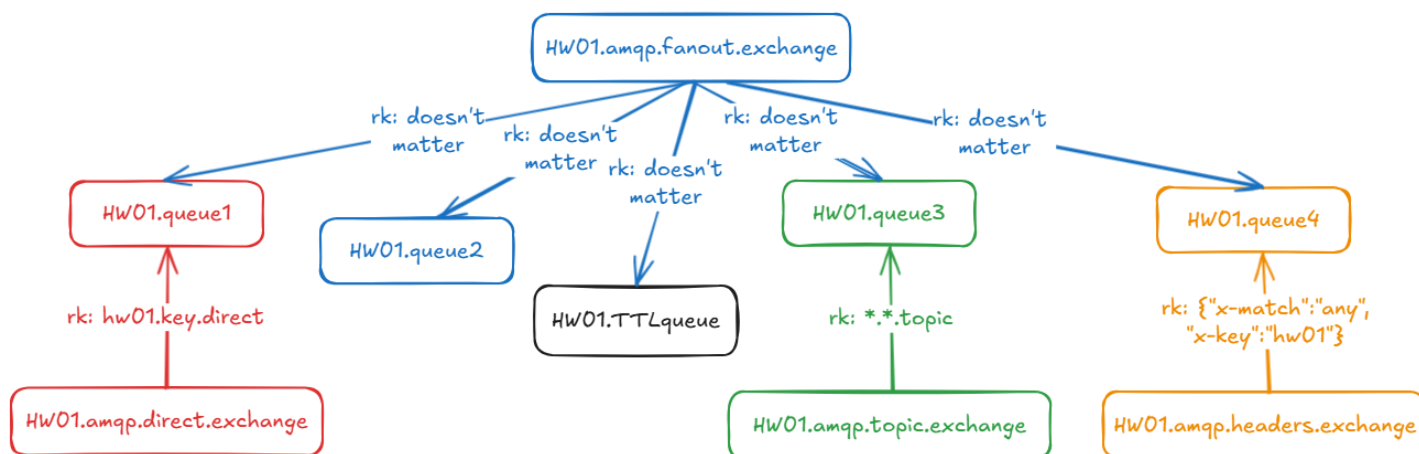 HW01.amqp.fanout.exchange
rk: doesn't
matter
rk: doesn't
matter
rk: doesn't
matter
rk: doesn't
matter
rk: doesn't
matter
HW01.queue1
HW01.queue2
HW01.TTLqueue
HW01.queue3
HW01.queue4
rk: hw01.key.direct
rk: *.*.topic
rk: {"x-match":"any",
"x-key":"hw01"}
HW01.amqp.direct.exchange
HW01.amqp.topic.exchange
HW01.amqp.headers.exchange